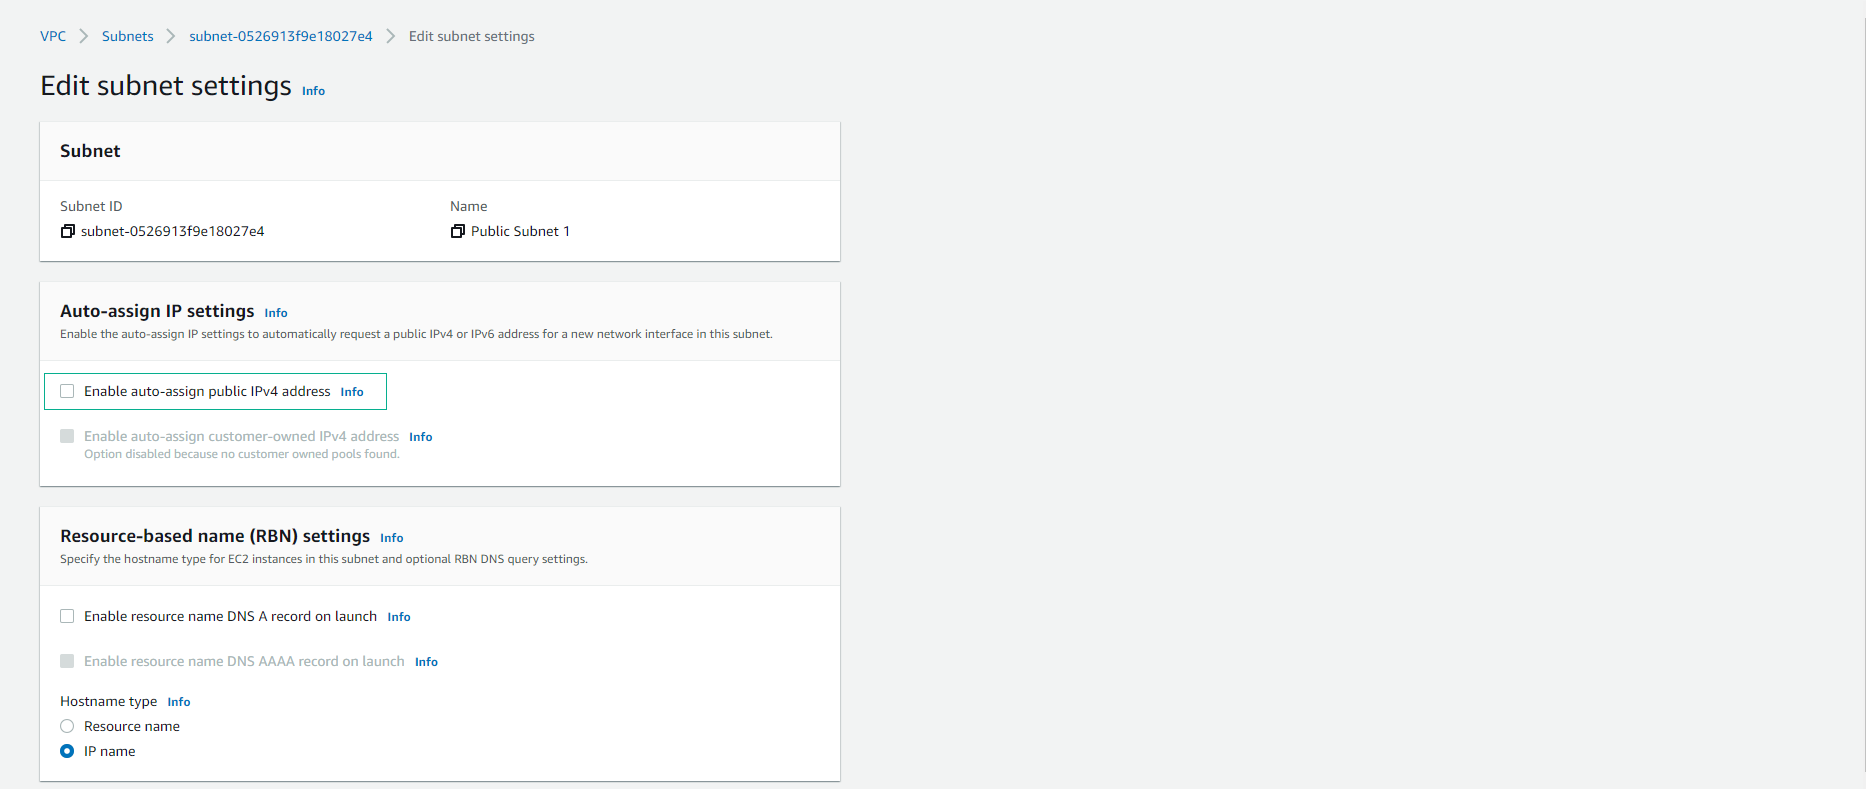 VPC > Subnets > subnet-0526913f9e18027e4 > Edit subnet settings
Edit subnet settings Info
Subnet
Subnet ID Name
subnet-0526913f9e18027e4 Public Subnet 1
Auto-assign IP settings Info
Enable the auto-assign IP settings to automatically request a public IPv4 or IPv6 address for a new network interface in this subnet.
Enable auto-assign public IPv4 address Info
Enable auto-assign customer-owned IPv4 address Info
Option disabled because no customer owned pools found.
Resource-based name (RBN) settings Info
Specify the hostname type for EC2 instances in this subnet and optional RBN DNS query settings.
Enable resource name DNS A record on launch Info
Enable resource name DNS AAAA record on launch Info
Hostname type Info
Resource name
IP name